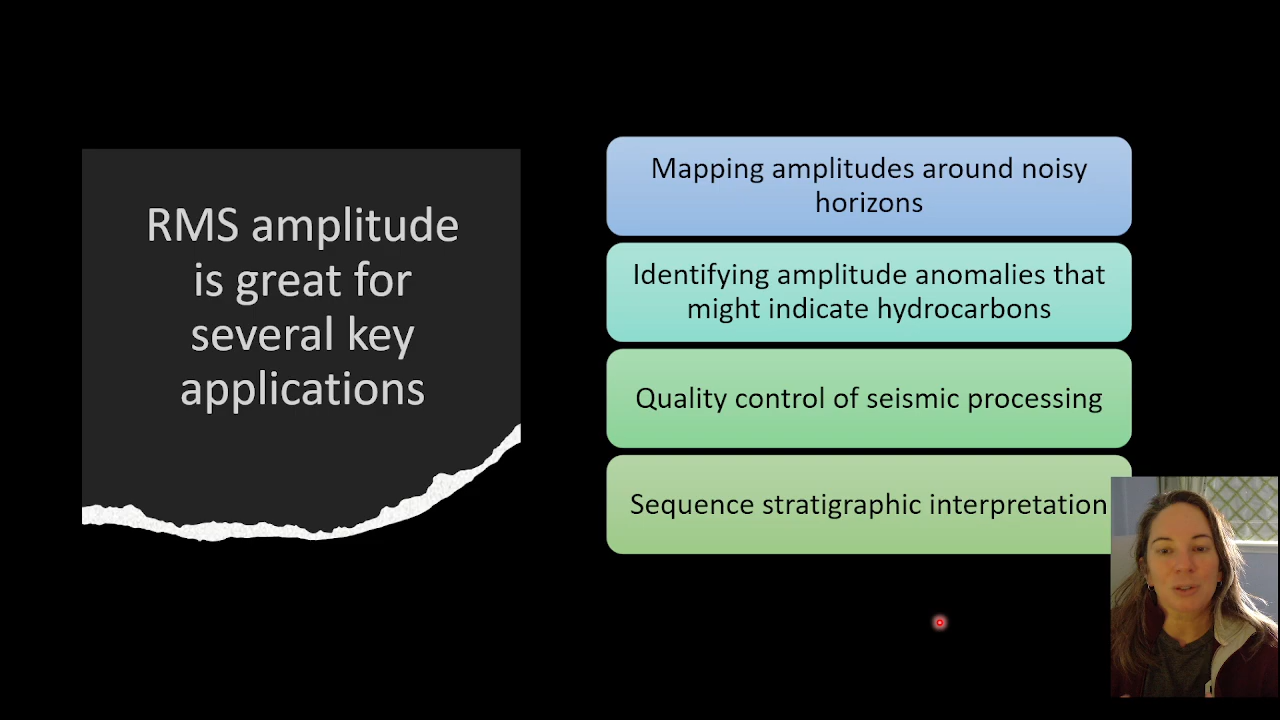 RMS amplitude
is great for
several key
applications
Mapping amplitudes around noisy
horizons
Identifying amplitude anomalies that
might indicate hydrocarbons
Quality control of seismic processing
Sequence stratigraphic interpretation